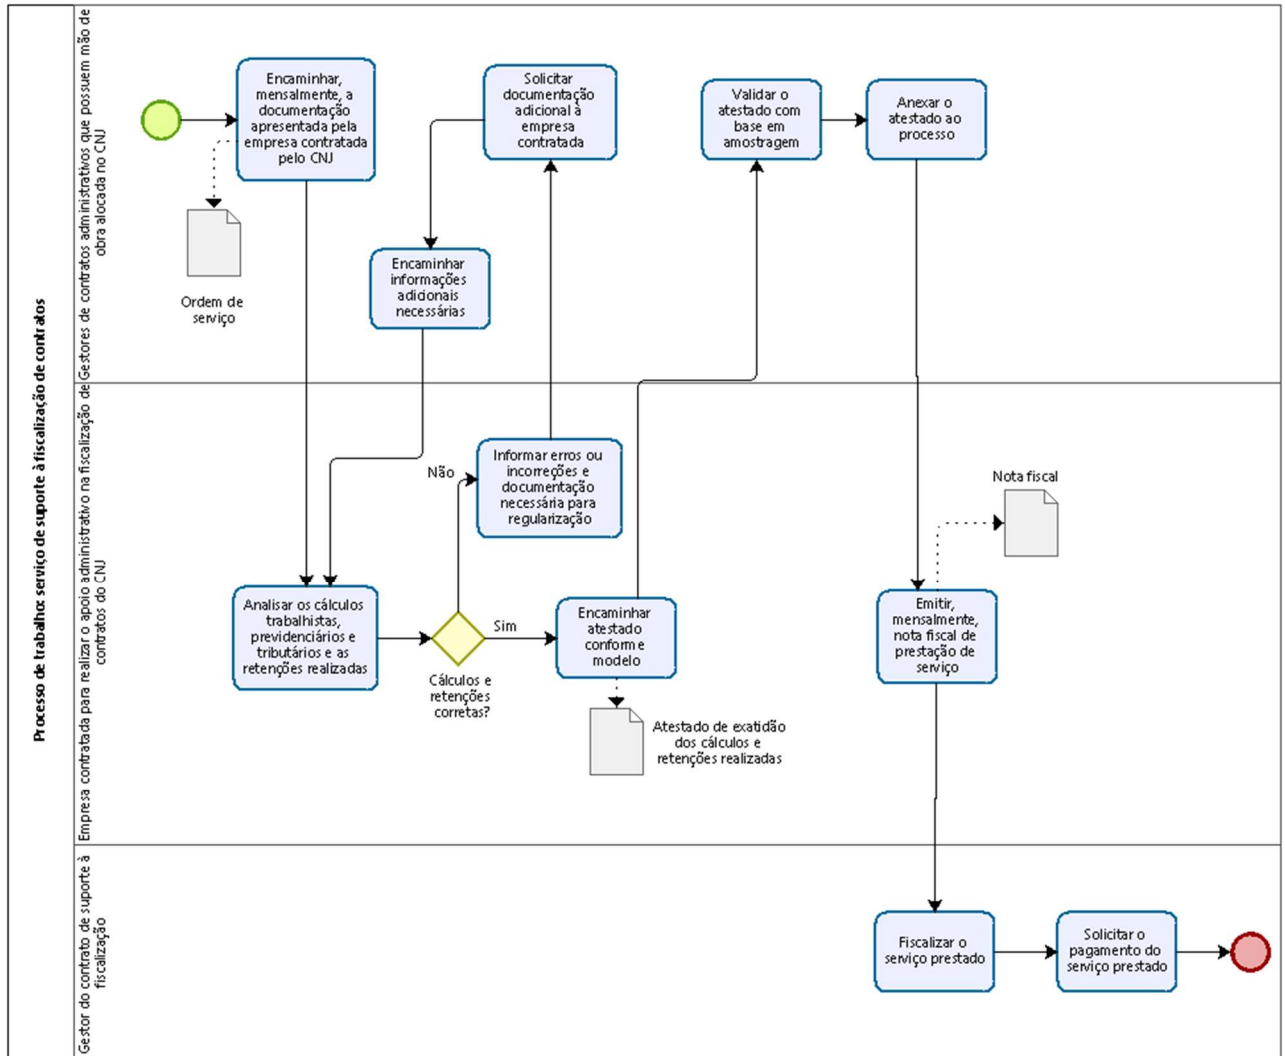 Processo de trabalho: serviço de suporte à fiscalização de contratos
Gestores de contratos administrativos que possuem mão de
obra alocada no CNJ
Encaminhar,
mensalmente, a
documentação
apresentada pela
empresa contratada
pelo CNJ
Ordem de
serviço
Solicitar
documentação
adicional à
empresa
contratada
Encaminhar
informações
adicionais
necessárias
Validar o
atestado com
base em
amostragem
Anexar o
atestado ao
processo
Empresa contratada para realizar o apoio administrativo na fiscalização de
contratos do CNJ
Analisar os cálculos
trabalhistas,
previdenciários e
tributários e as
retenções realizadas
Cálculos e
retenções
corretas?
Não
Informar erros ou
incorreções e
documentação
necessária para
regularização
Sim
Encaminhar
atestado
conforme
modelo
Atestado de exatidão
dos cálculos e
retenções realizadas
Nota fiscal
Emitir,
mensalmente,
nota fiscal de
prestação de
serviço
Gestor do contrato de suporte à
fiscalização
Fiscalizar o
serviço prestado
Solicitar o
pagamento do
serviço prestado